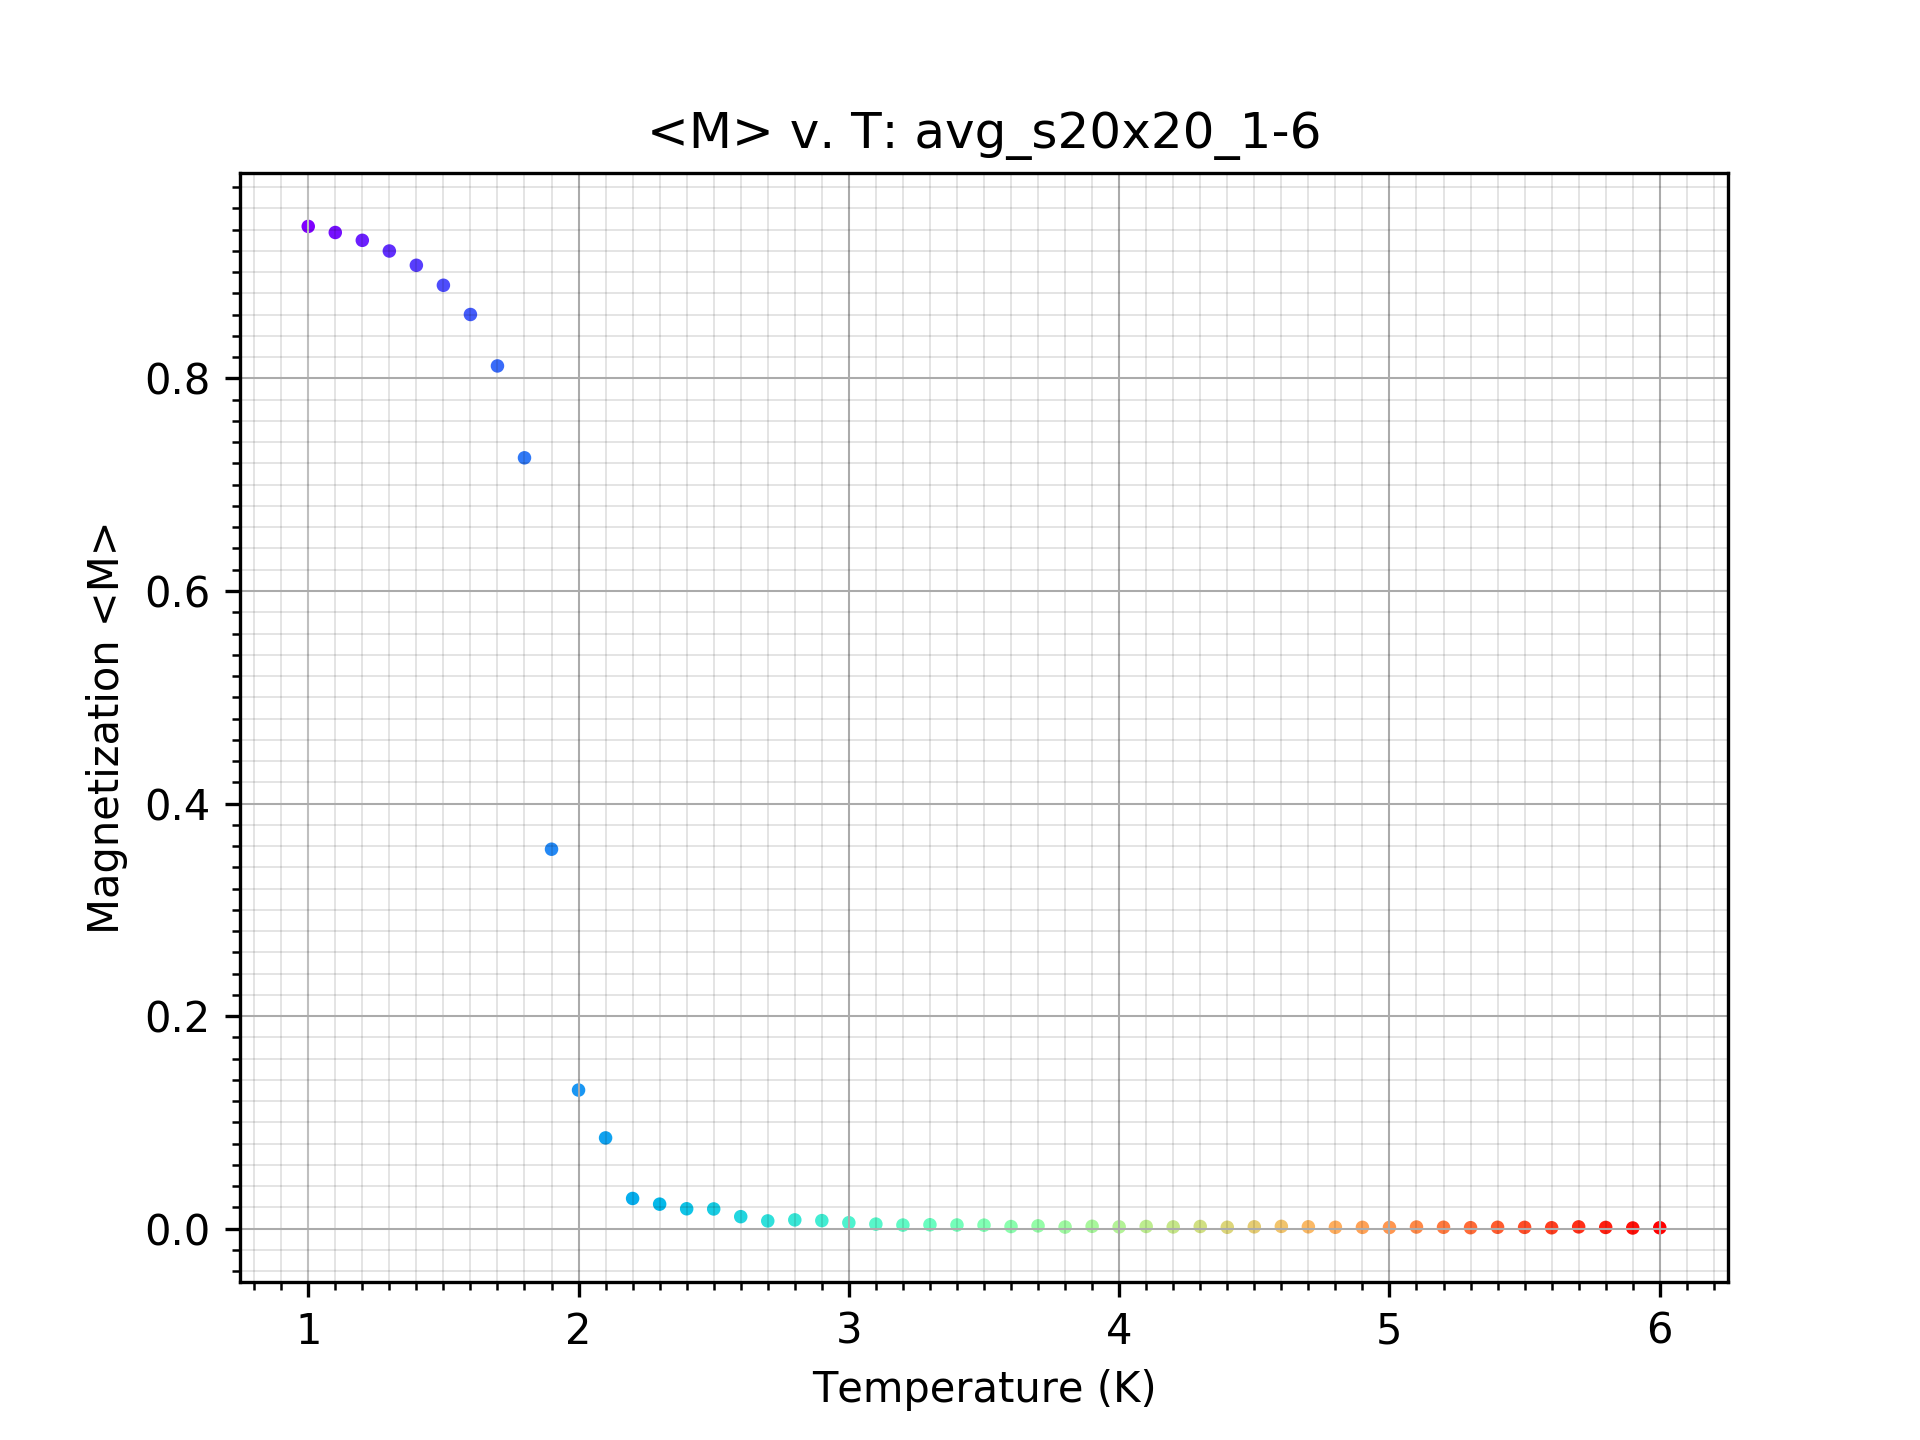 <M> v. T: avg_s20x20_1-6
Magnetization <M>
0.8
0.6
0.4
0.2
0.0
1 2 3 4 5 6
Temperature (K)